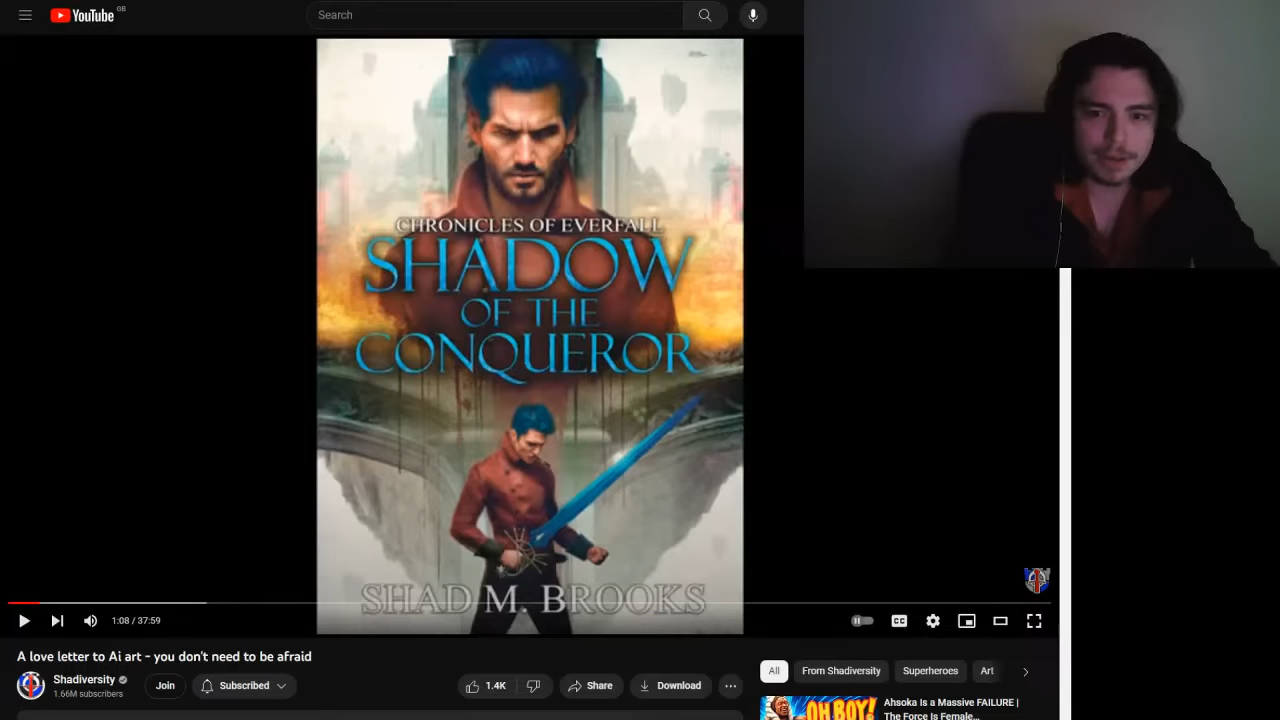 YouTube GB
Search
CHRONICLES OF EVERFALL
SHADOW
OF THE
CONQUEROR
SHAD M. BROOKS
1:08 / 37:59
CC
A love letter to Ai art - you don't need to be afraid
Shadiversity
1.66M subscribers
Join
Subscribed
1.4K
Share
Download
All
From Shadiversity
Superheroes
Art
OH BOY!
Ahsoka Is a Massive FAILURE |
The Force Is Female...